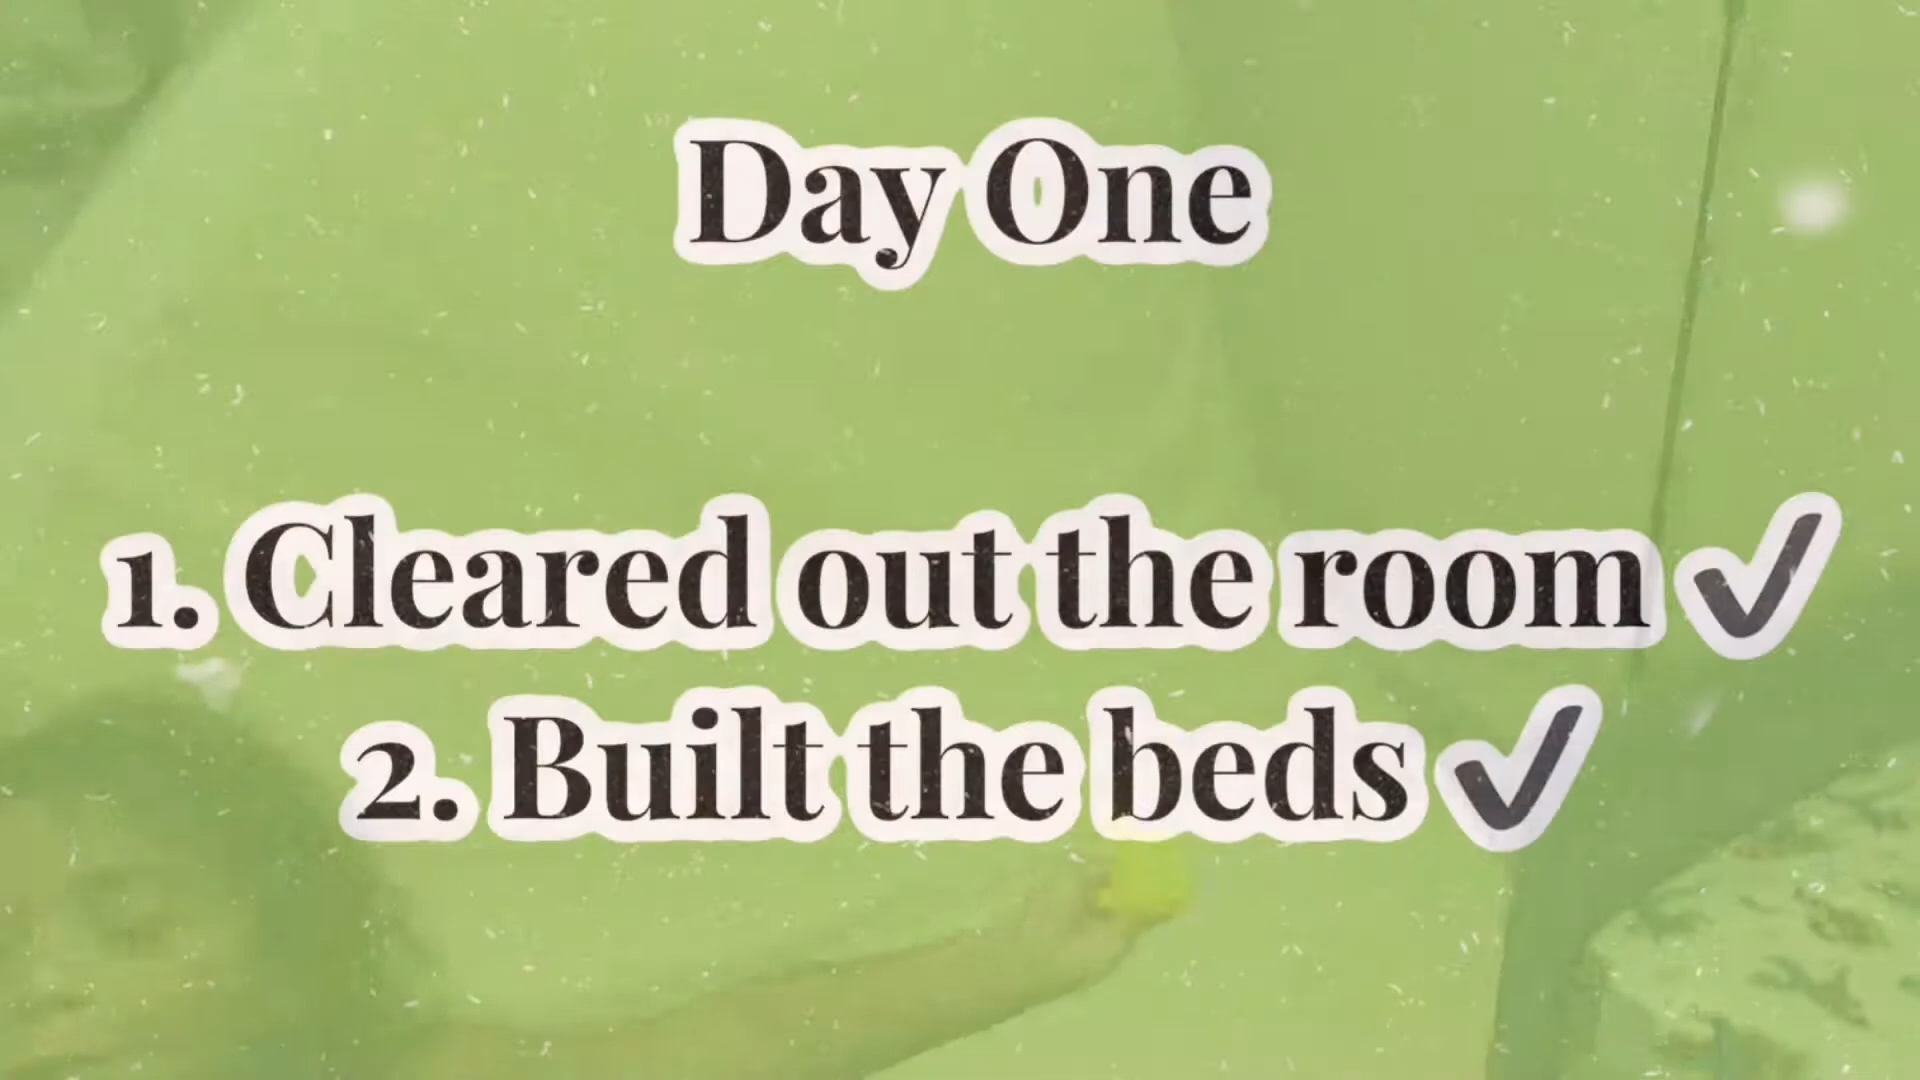 Day One
1. Cleared out the room ✓
2. Built the beds ✓